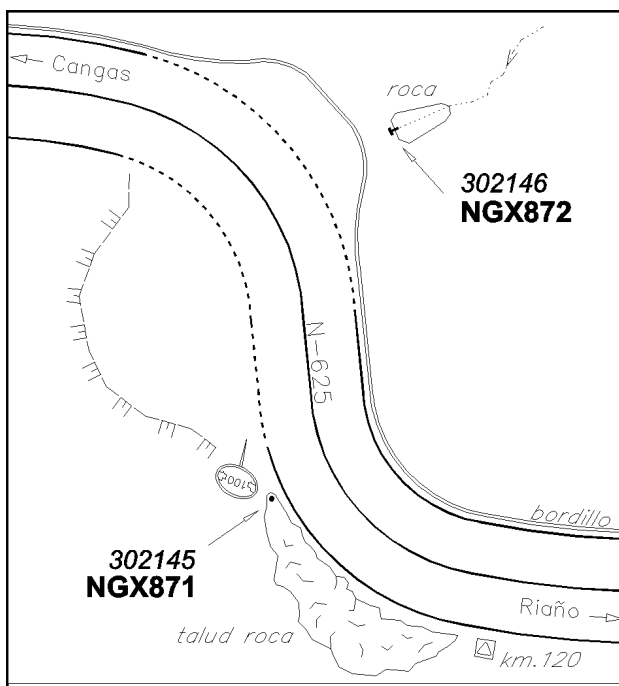 Cangas
roca
302146
NGX872
N-625
302145
NGX871
bordillo
Riaño
talud roca
km.120